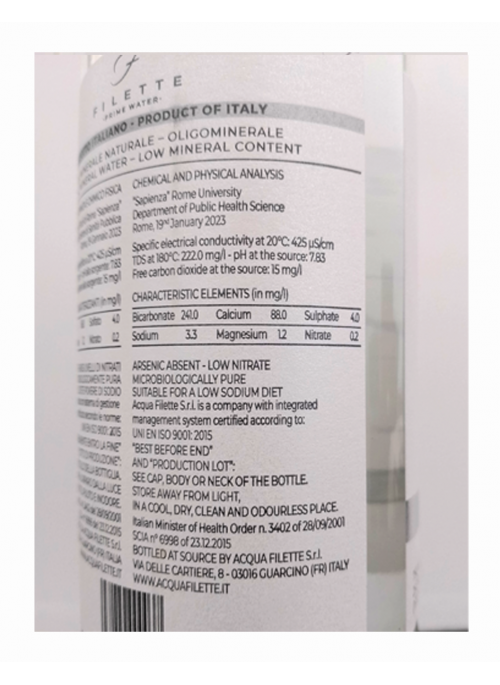 FILETTE
PRIME WATER
ITALIANO • PRODUCT OF ITALY
NATURALE – OLIGOMINERALE
WATER – LOW MINERAL CONTENT
CHEMICAL AND PHYSICAL ANALYSIS
"Sapienza" Rome University
Department of Public Health Science
Rome, 19th January 2023
Specific electrical conductivity at 20°C: 425 µS/cm
TDS at 180°C: 222.0 mg/l - pH at the source: 7.83
Free carbon dioxide at the source: 15 mg/l
CHARACTERISTIC ELEMENTS (in mg/l)
Bicarbonate 241.0 Calcium 88.0 Sulphate 4.0
Sodium 3.3 Magnesium 1.2 Nitrate 0.2
ARSENIC ABSENT - LOW NITRATE
MICROBIOLOGICALLY PURE
SUITABLE FOR A LOW SODIUM DIET
Acqua Filette S.r.l. is a company with integrated
management system certified according to:
UNI EN ISO 9001: 2015
"BEST BEFORE END"
AND "PRODUCTION LOT":
SEE CAP, BODY OR NECK OF THE BOTTLE.
STORE AWAY FROM LIGHT,
IN A COOL, DRY, CLEAN AND ODOURLESS PLACE.
Italian Minister of Health Order n. 3402 of 28/09/2001
SCIA n° 6998 of 23.12.2015
BOTTLED AT SOURCE BY ACQUA FILETTE S.r.l.
VIA DELLE CARTIERE, 8 - 03016 GUARCINO (FR) ITALY
WWW.ACQUAFILETTE.IT